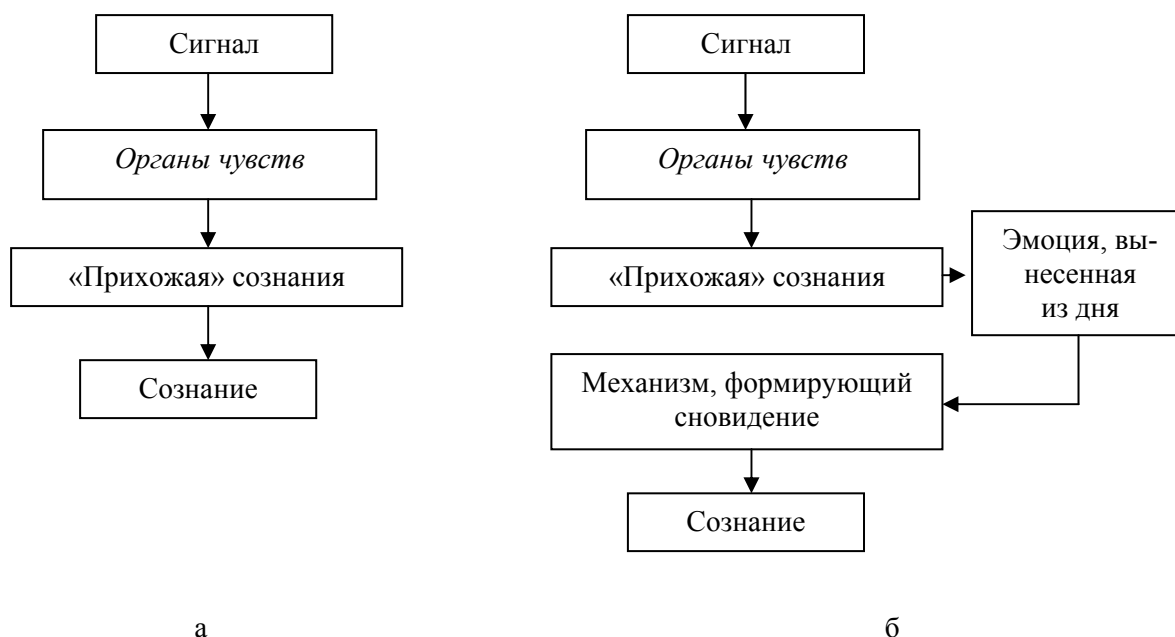 Сигнал
Органы чувств
«Прихожая» сознания
Сознание
а
Сигнал
Органы чувств
«Прихожая» сознания
Эмоция, вы-
несенная
из дня
Механизм, формирующий
сновидение
Сознание
б